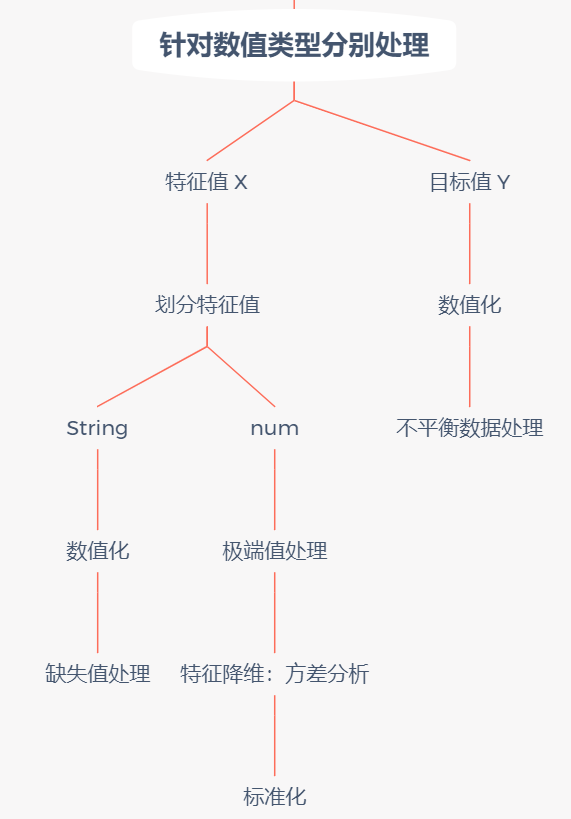 针对数值类型分别处理
特征值 X
目标值 Y
划分特征值
数值化
String
num
不平衡数据处理
数值化
极端值处理
缺失值处理
特征降维：方差分析
标准化